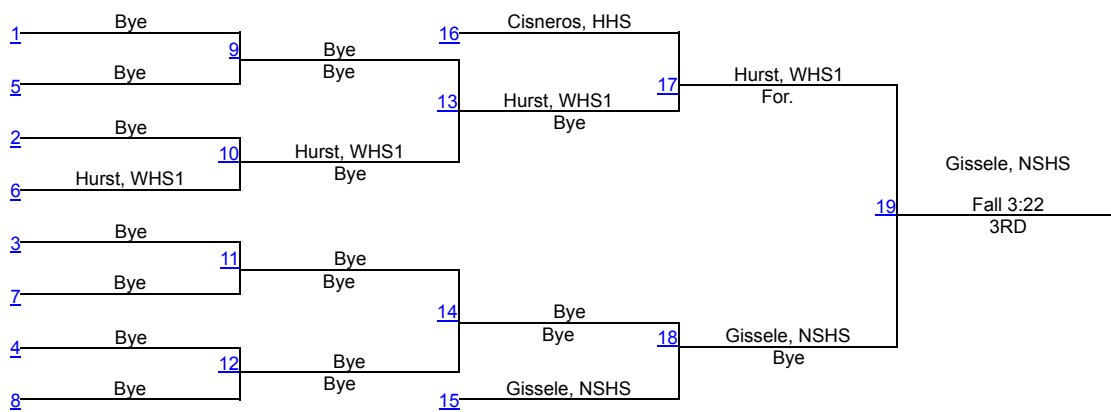 Bye
1
Bye
5
9
Bye
Bye
Bye
2
Hurst, WHS1
6
10
Hurst, WHS1
Bye
13
16
Cisneros, HHS
Hurst, WHS1
Bye
17
Hurst, WHS1
For.
Bye
3
Bye
7
11
Bye
Bye
Bye
4
Bye
8
12
Bye
Bye
14
Bye
Bye
15
Gissele, NSHS
18
Gissele, NSHS
Bye
19
Gissele, NSHS
Fall 3:22
3RD